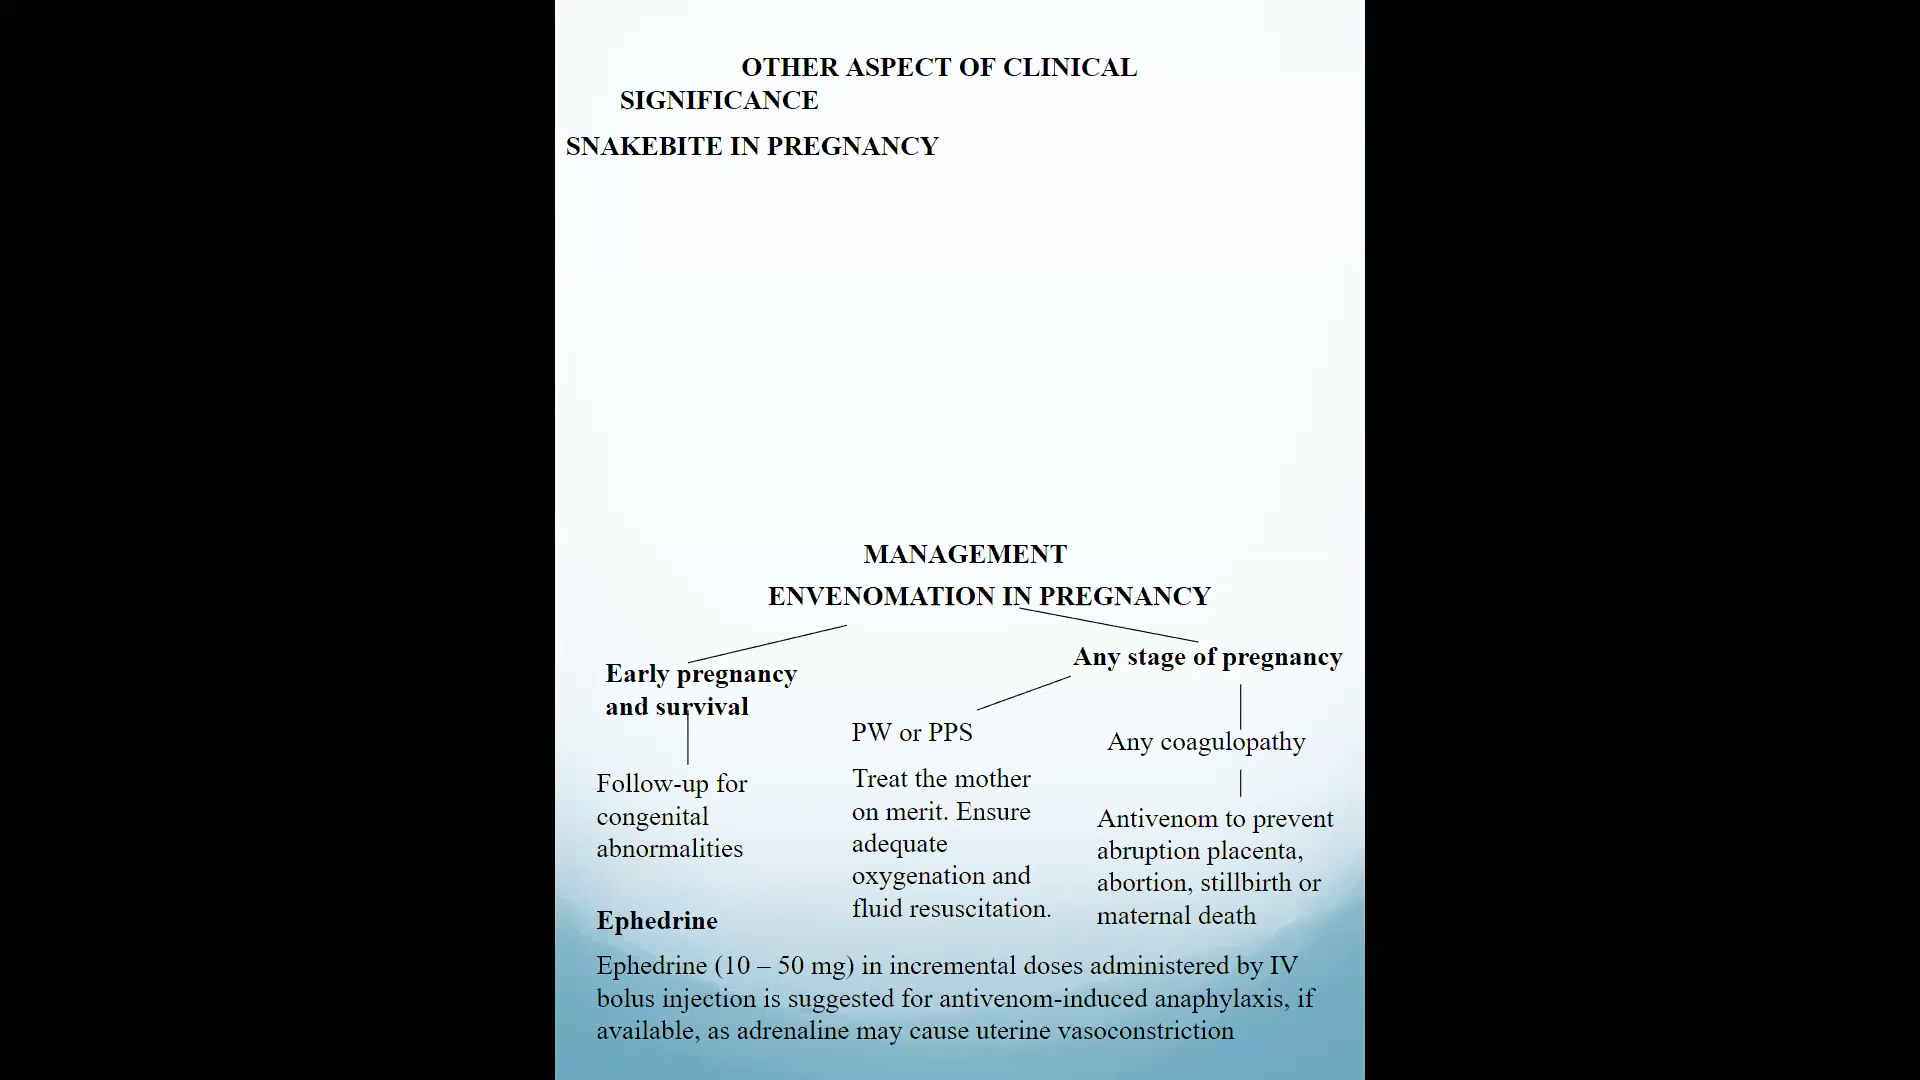 OTHER ASPECT OF CLINICAL
SIGNIFICANCE
SNAKEBITE IN PREGNANCY
MANAGEMENT
ENVENOMATION IN PREGNANCY
Early pregnancy
and survival
Follow-up for
congenital
abnormalities
Any stage of pregnancy
PW or PPS
Treat the mother
on merit. Ensure
adequate
oxygenation and
fluid resuscitation.
Any coagulopathy
Antivenom to prevent
abruption placenta,
abortion, stillbirth or
maternal death
Ephedrine
Ephedrine (10 – 50 mg) in incremental doses administered by IV
bolus injection is suggested for antivenom-induced anaphylaxis, if
available, as adrenaline may cause uterine vasoconstriction